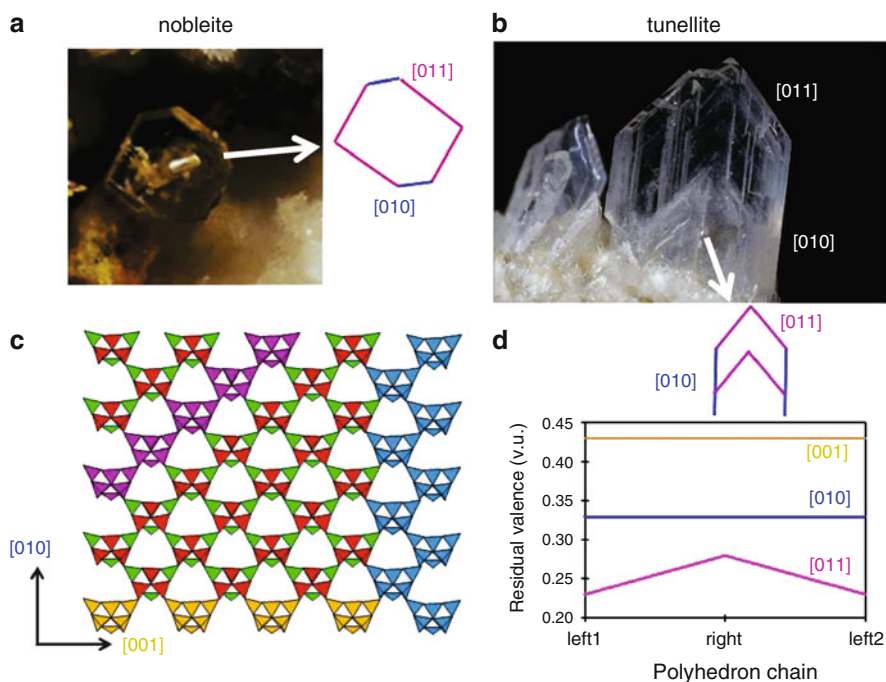 a nobleite
[011]
[010]
b tunellite
[011]
[010]
c
[010]
[001]
d
[011]
[010]
0.45
0.40
0.35
0.30
0.25
0.20
Residual valence (v.u.)
[001]
[010]
[011]
left1 right left2
Polyhedron chain